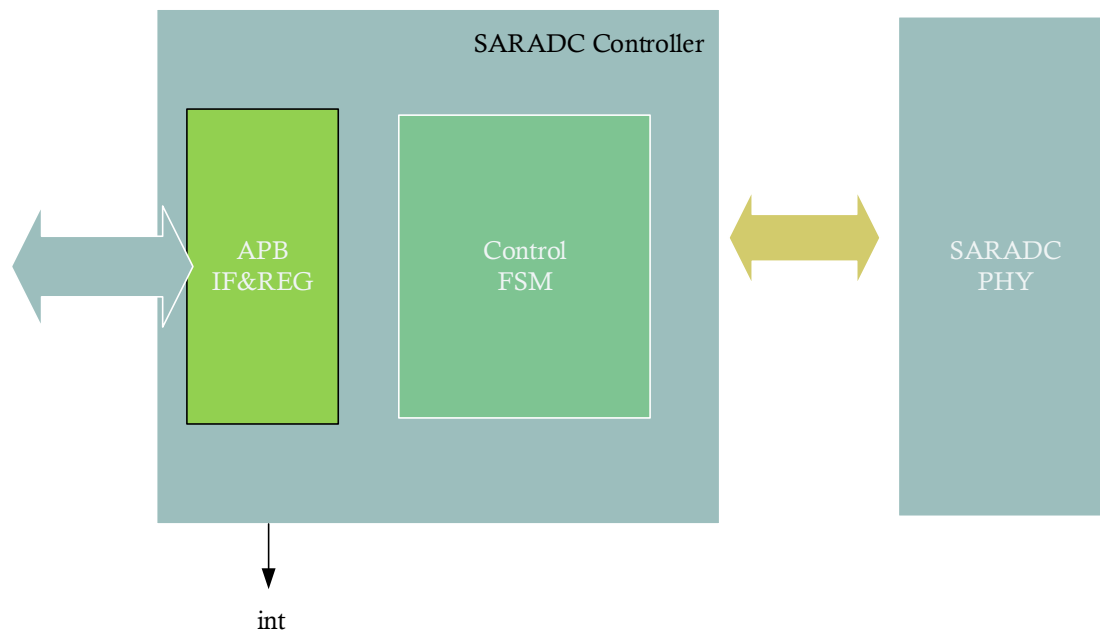 SARADC Controller
APB
IF&REG
Control
FSM
SARADC
PHY
int